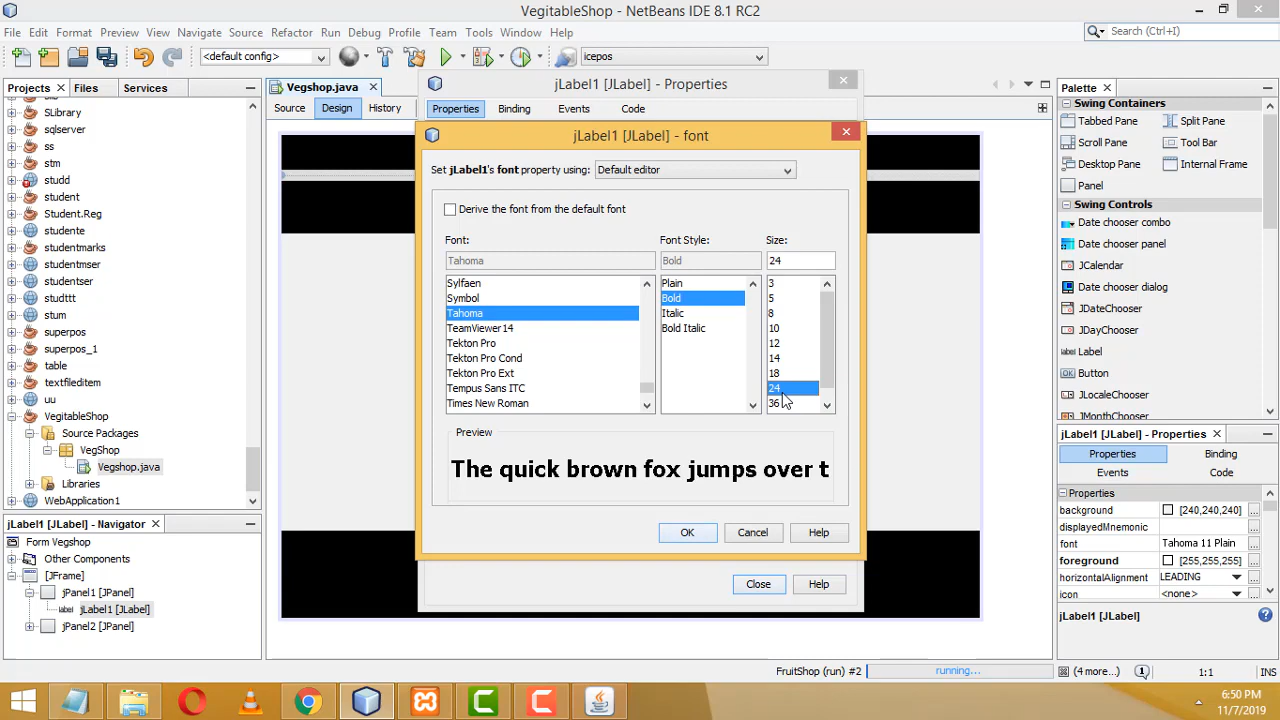 VegitableShop - NetBeans IDE 8.1 RC2
File Edit Format Preview View Navigate Source Refactor Run Debug Profile Team Tools Window Help
Search (Ctrl+I)
<default config>
icepos
Projects Files Services
SLibrary
sqlserver
ss
stm
studd
student
Student.Reg
studente
studentmarks
studentmser
studentser
studttt
stum
superpos
superpos_1
table
textfileditem
uu
VegitableShop
Source Packages
VegShop
Vegshop.java
Libraries
WebApplication1
jLabel1 [JLabel] - Navigator
Form Vegshop
Other Components
[JFrame]
jPanel1 [JPanel]
label jLabel1 [JLabel]
jPanel2 [JPanel]
Vegshop.java
Source Design History
jLabel1 [JLabel] - Properties
Properties Binding Events Code
jLabel1 [JLabel] - font
Set jLabel1's font property using: Default editor
Derive the font from the default font
Font: Font Style: Size:
Tahoma Bold 24
Sylfaen
Symbol
Tahoma
TeamViewer14
Tekton Pro
Tekton Pro Cond
Tekton Pro Ext
Tempus Sans ITC
Times New Roman
Plain
Bold
Italic
Bold Italic
3
5
8
10
12
14
18
24
36
Preview
The quick brown fox jumps over t
OK Cancel Help
Close Help
Palette
Swing Containers
Tabbed Pane Split Pane
Scroll Pane Tool Bar
Desktop Pane Internal Frame
Panel
Swing Controls
Date chooser combo
Date chooser panel
JCalendar
Date chooser dialog
JDateChooser
JDayChooser
label Label
OK Button
JLocaleChooser
JMonthChooser
jLabel1 [JLabel] - Properties
Properties Binding
Events Code
Properties
background [240,240,240] ...
displayedMnemonic ...
font Tahoma 11 Plain ...
foreground [255,255,255] ...
horizontalAlignment LEADING ...
icon <none> ...
jLabel1 [JLabel]
FruitShop (run) #2 running... (4 more...) 1 1:1 INS
6:50 PM
11/7/2019